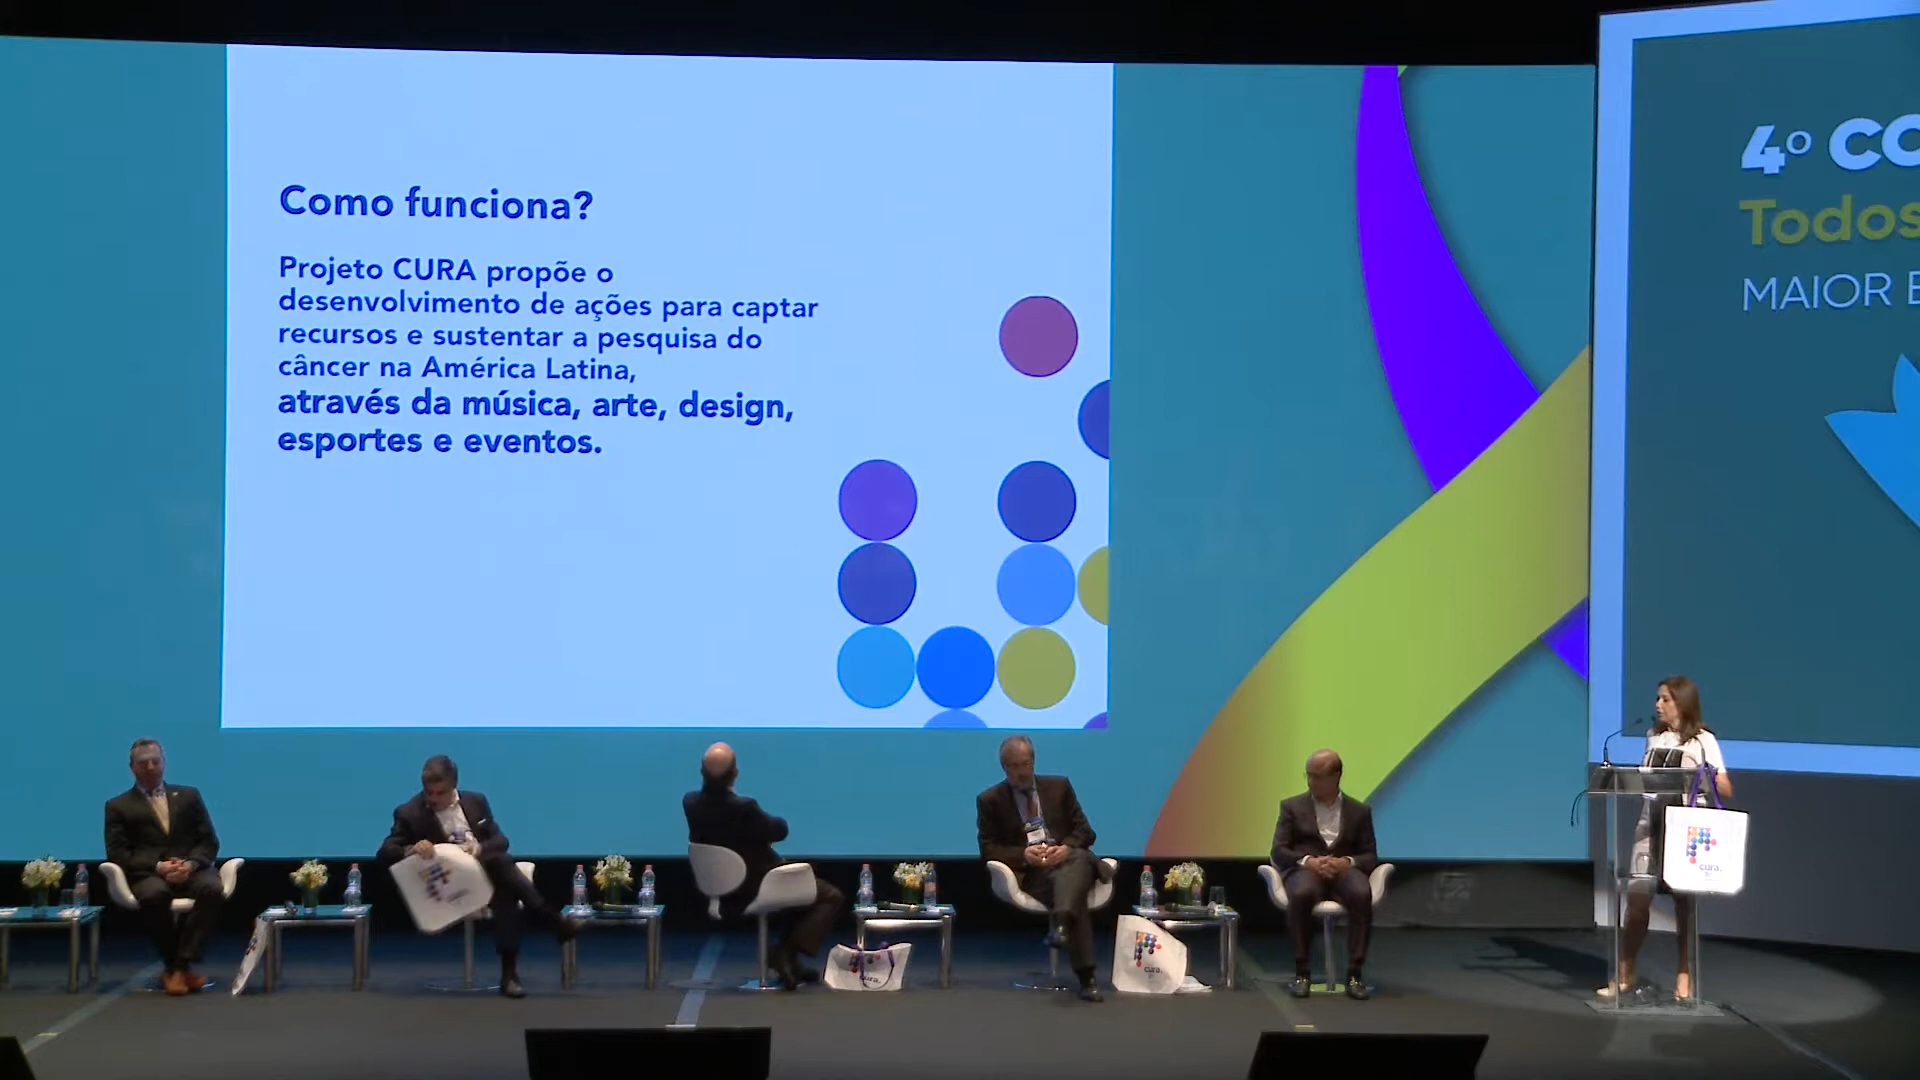 Como funciona?
Projeto CURA propõe o
desenvolvimento de ações para captar
recursos e sustentar a pesquisa do
câncer na América Latina,
através da música, arte, design,
esportes e eventos.
4º CO
Todos
MAIOR E
cura.
cura.
cura.